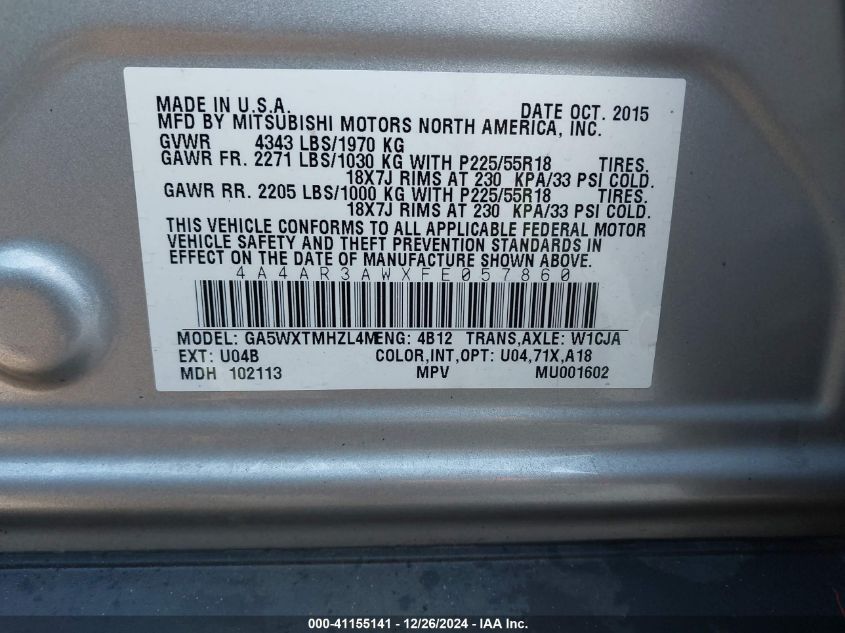 MADE IN U.S.A. DATE OCT. 2015
MFD BY MITSUBISHI MOTORS NORTH AMERICA, INC.
GVWR 4343 LBS/1970 KG
GAWR FR. 2271 LBS/1030 KG WITH P225/55R18 TIRES.
18X7J RIMS AT 230 KPA/33 PSI COLD.
GAWR RR. 2205 LBS/1000 KG WITH P225/55R18 TIRES.
18X7J RIMS AT 230 KPA/33 PSI COLD.
THIS VEHICLE CONFORMS TO ALL APPLICABLE FEDERAL MOTOR
VEHICLE SAFETY AND THEFT PREVENTION STANDARDS IN
EFFECT ON THE DATE OF MANUFACTURE SHOWN ABOVE.
4A4AR3AWXFE057860
MODEL: GA5WXTMHZL4M ENG: 4B12 TRANS,AXLE: W1CJA
EXT: U04B COLOR,INT,OPT: U04,71X,A18
MDH 102113 MPV MU001602
000-41155141 - 12/26/2024 - IAA Inc.